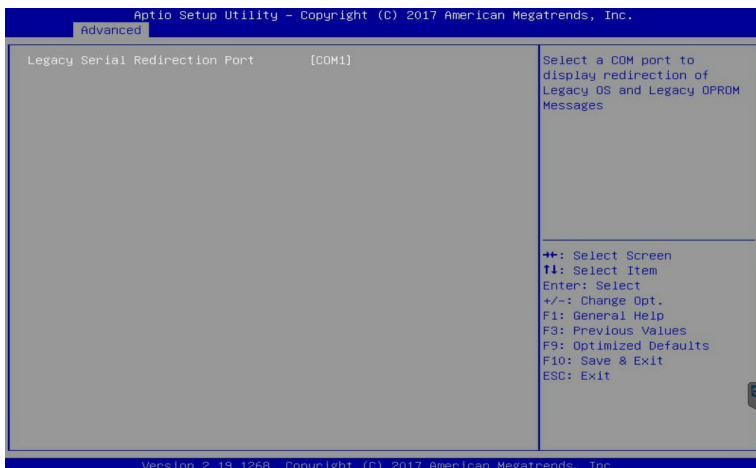 Aptio Setup Utility – Copyright (C) 2017 American Megatrends, Inc.
Advanced
Legacy Serial Redirection Port [COM1]
Select a COM port to
display redirection of
Legacy OS and Legacy OPROM
Messages
→←: Select Screen
↑↓: Select Item
Enter: Select
+/-: Change Opt.
F1: General Help
F3: Previous Values
F9: Optimized Defaults
F10: Save & Exit
ESC: Exit
Version 2.19.1268. Copyright (C) 2017 American Megatrends, Inc.